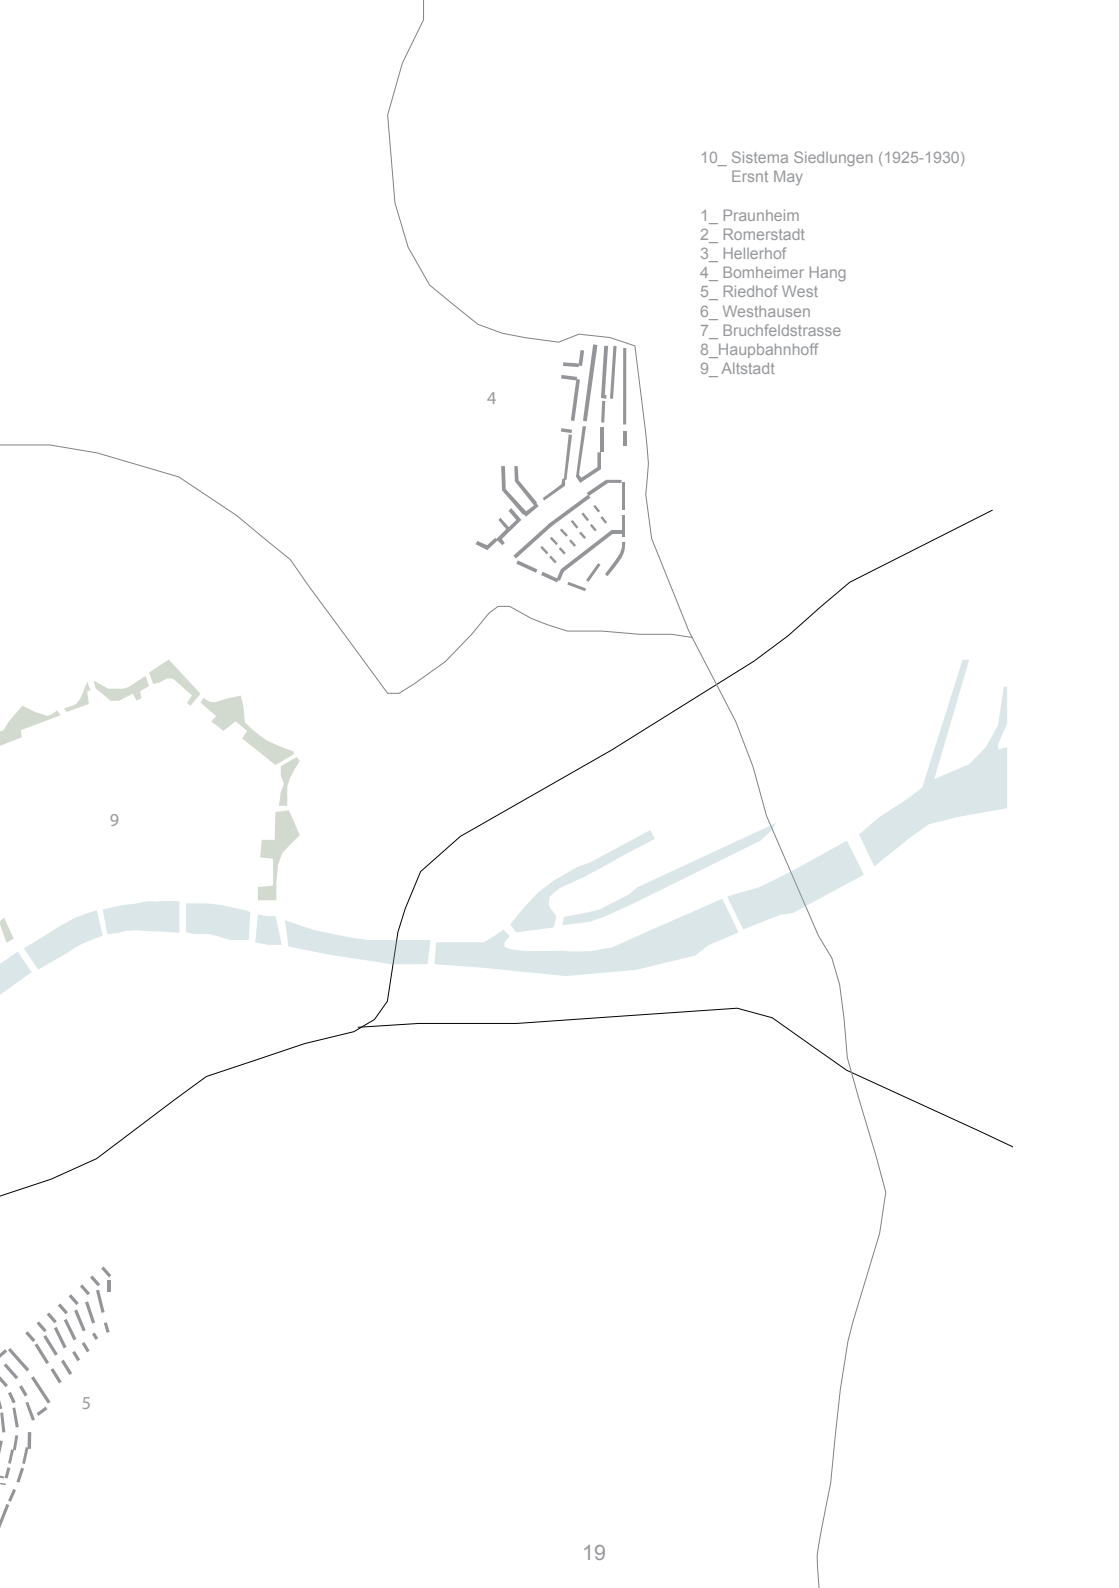 10_ Sistema Siedlungen (1925-1930)
Ersnt May
1_ Praunheim
2_ Romerstadt
3_ Hellerhof
4_ Bomheimer Hang
5_ Riedhof West
6_ Westhausen
7_ Bruchfeldstrasse
8_Haupbahnhoff
9_ Altstadt
4
9
5
19